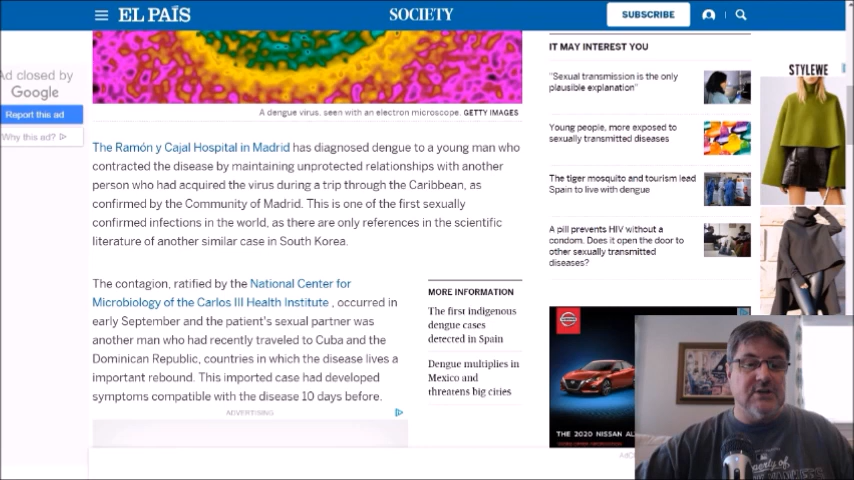 EL PAÍS
SOCIETY
SUBSCRIBE
Ad closed by
Google
Report this ad
Why this ad?
A dengue virus, seen with an electron microscope. GETTY IMAGES
The Ramón y Cajal Hospital in Madrid has diagnosed dengue to a young man who
contracted the disease by maintaining unprotected relationships with another
person who had acquired the virus during a trip through the Caribbean, as
confirmed by the Community of Madrid. This is one of the first sexually
confirmed infections in the world, as there are only references in the scientific
literature of another similar case in South Korea.
The contagion, ratified by the National Center for
Microbiology of the Carlos III Health Institute , occurred in
early September and the patient's sexual partner was
another man who had recently traveled to Cuba and the
Dominican Republic, countries in which the disease lives a
important rebound. This imported case had developed
symptoms compatible with the disease 10 days before.
ADVERTISING
MORE INFORMATION
The first indigenous
dengue cases
detected in Spain
Dengue multiplies in
Mexico and
threatens big cities
IT MAY INTEREST YOU
"Sexual transmission is the only
plausible explanation"
Young people, more exposed to
sexually transmitted diseases
The tiger mosquito and tourism lead
Spain to live with dengue
A pill prevents HIV without a
condom. Does it open the door to
other sexually transmitted
diseases?
STYLEWE
THE 2020 NISSAN AL